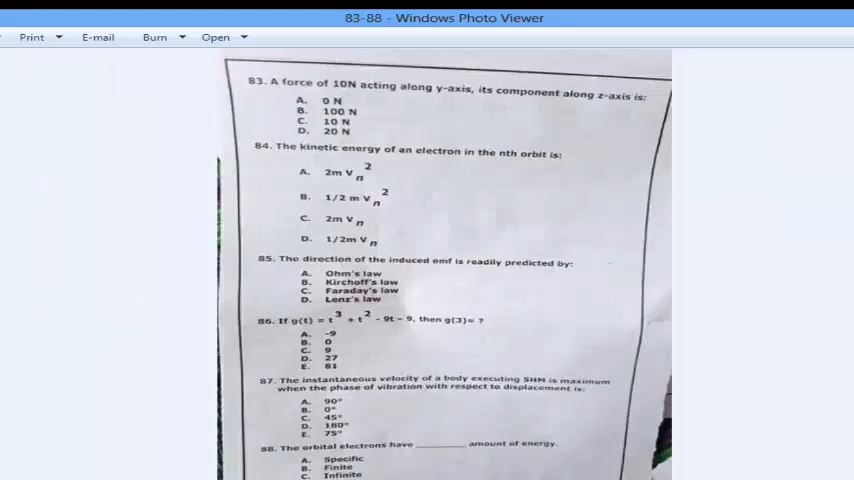 83-88 - Windows Photo Viewer
Print E-mail Burn Open
83. A force of 10N acting along y-axis, its component along z-axis is:
A. 0 N
B. 100 N
C. 10 N
D. 20 N
84. The kinetic energy of an electron in the nth orbit is:
A. 2m V n 2
B. 1/2 m V n 2
C. 2m V n
D. 1/2m V n
85. The direction of the induced emf is readily predicted by:
A. Ohm's law
B. Kirchoff's law
C. Faraday's law
D. Lenz's law
86. If g(t) = t 3 + t 2 - 9t - 9, then g(3)= ?
A. -9
B. 0
C. 9
D. 27
E. 81
87. The instantaneous velocity of a body executing SHM is maximum
when the phase of vibration with respect to displacement is:
A. 90°
B. 0°
C. 45°
D. 180°
E. 75°
88. The orbital electrons have ________ amount of energy.
A. Specific
B. Finite
C. Infinite